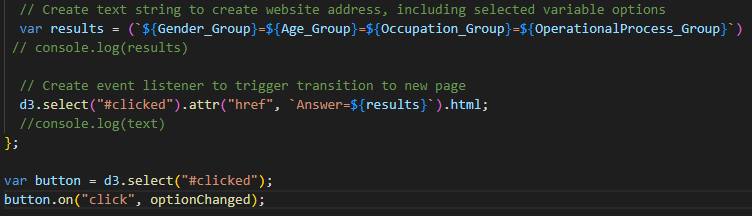 // Create text string to create website address, including selected variable options
var results = (`${Gender_Group}=${Age_Group}=${Occupation_Group}=${OperationalProcess_Group}`)
// console.log(results)
// Create event listener to trigger transition to new page
d3.select("#clicked").attr("href", `Answer=${results}`).html;
//console.log(text)
};
var button = d3.select("#clicked");
button.on("click", optionChanged);